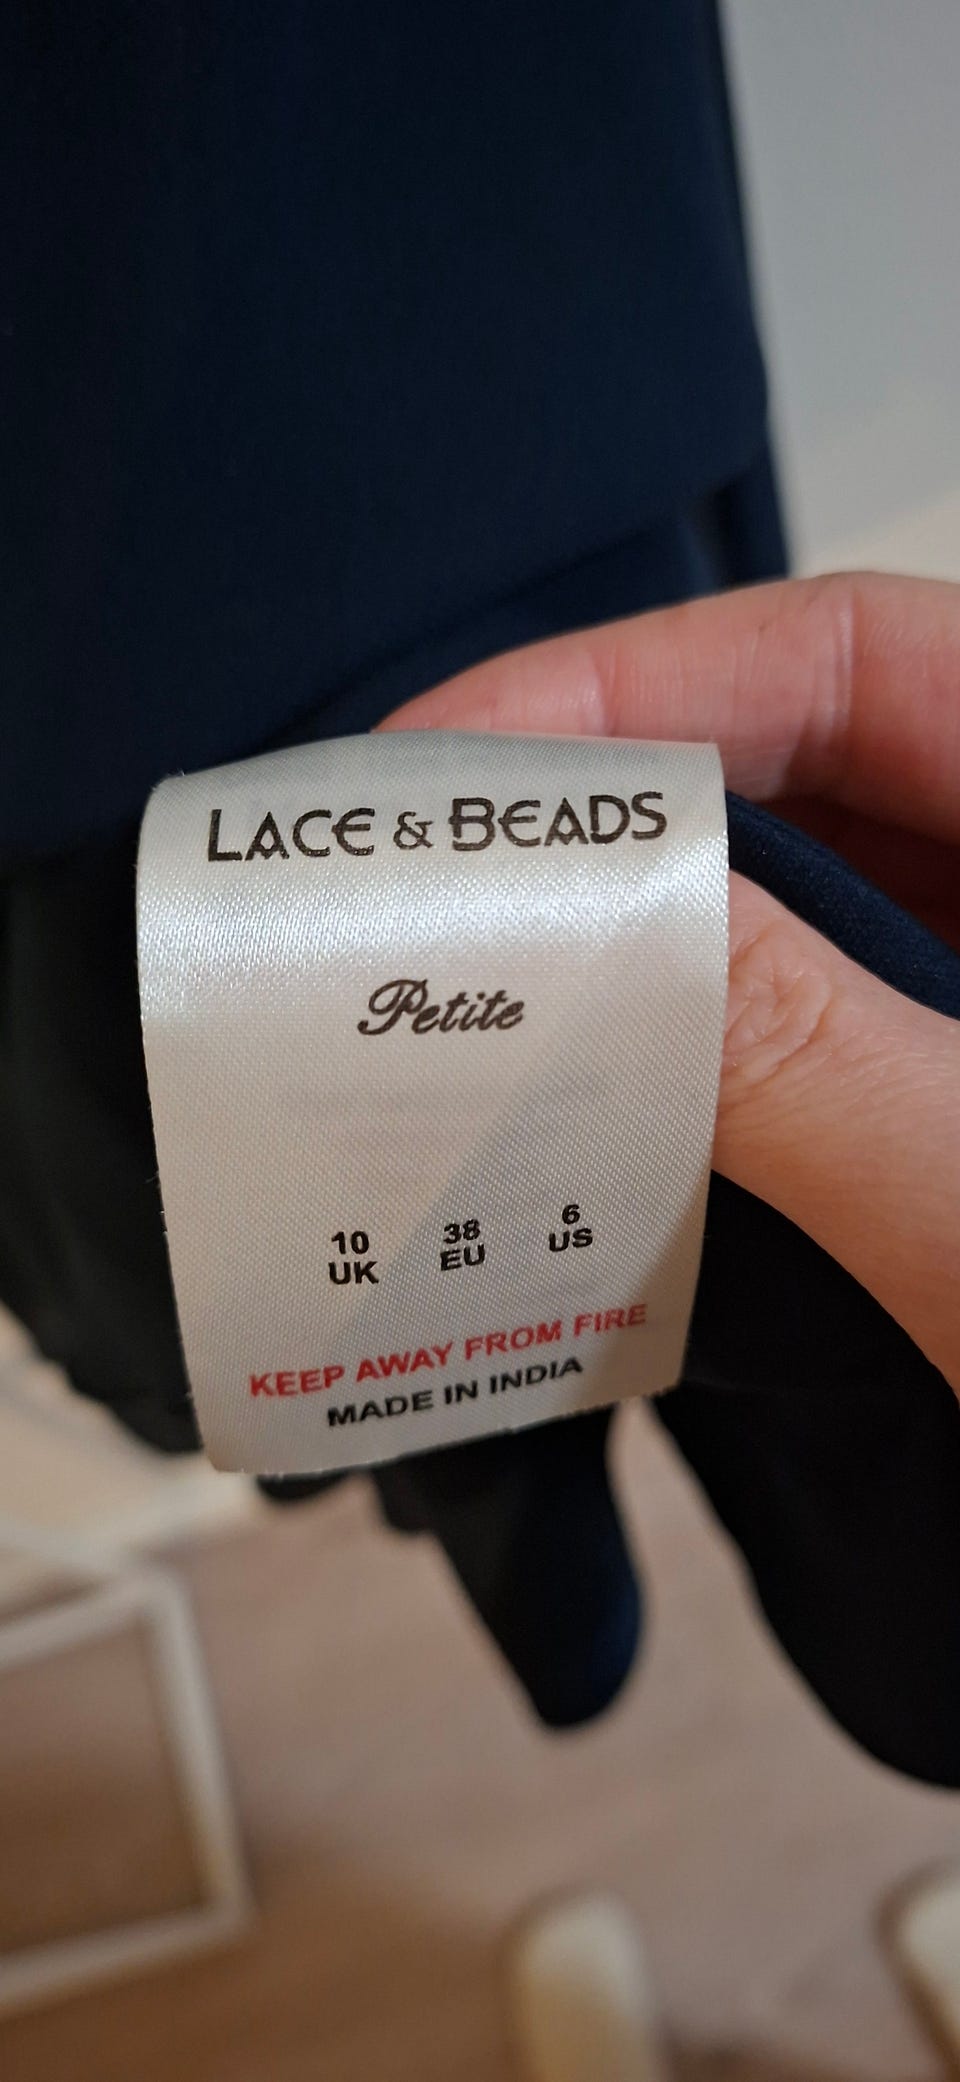 LACE & BEADS
Petite
10 38 6
UK EU US
KEEP AWAY FROM FIRE
MADE IN INDIA